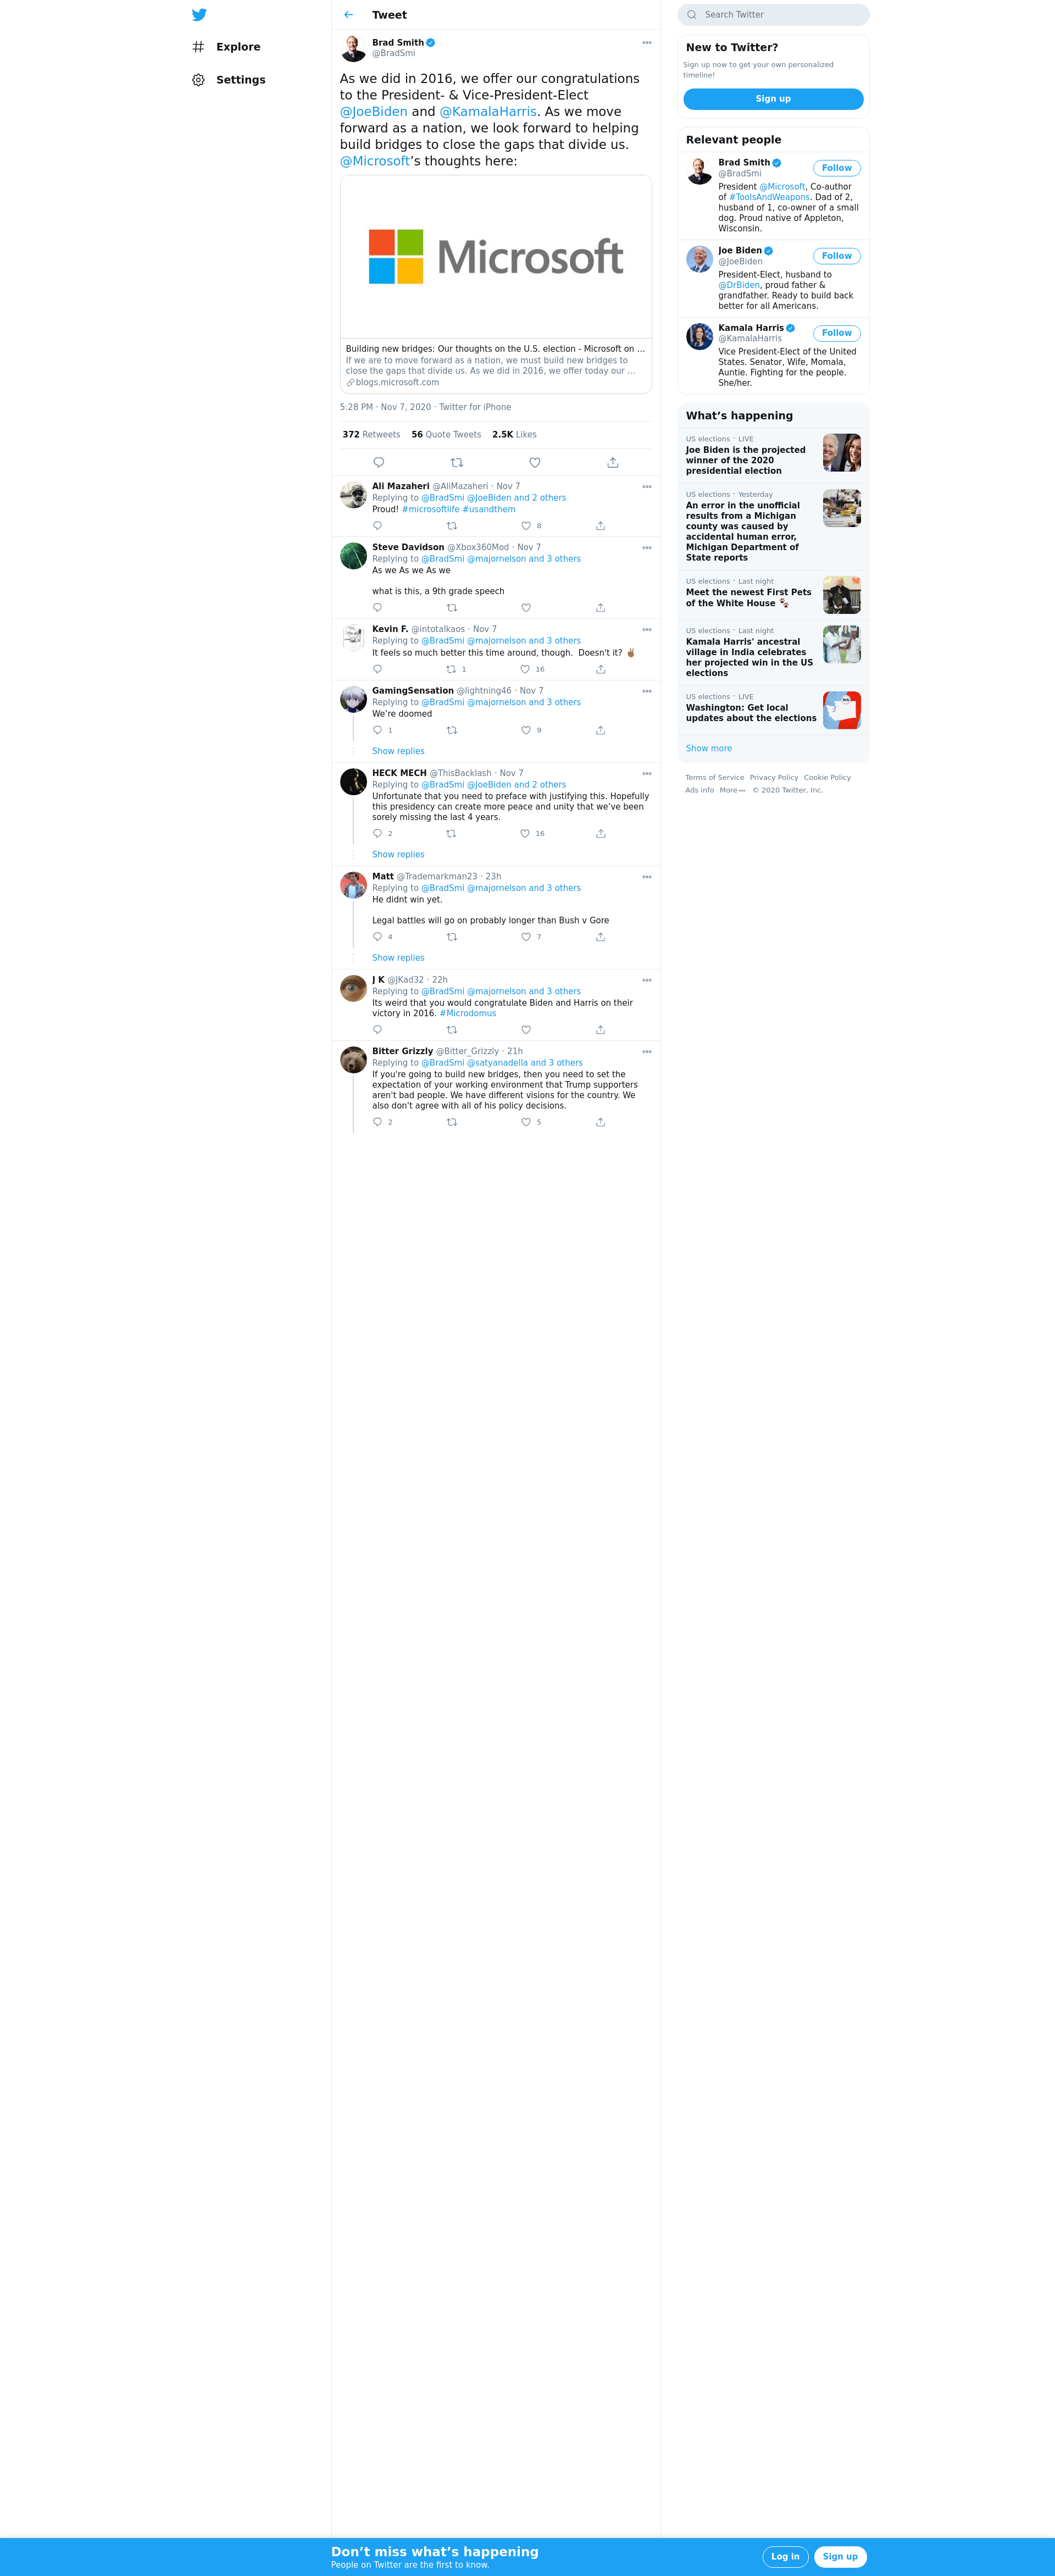 Explore
Settings
Tweet
Brad Smith
@BradSmi
As we did in 2016, we offer our congratulations
to the President- & Vice-President-Elect
@JoeBiden and @KamalaHarris. As we move
forward as a nation, we look forward to helping
build bridges to close the gaps that divide us.
@Microsoft’s thoughts here:
Microsoft
Building new bridges: Our thoughts on the U.S. election - Microsoft on ...
If we are to move forward as a nation, we must build new bridges to
close the gaps that divide us. As we did in 2016, we offer today our ...
blogs.microsoft.com
5:28 PM · Nov 7, 2020 · Twitter for iPhone
372 Retweets 56 Quote Tweets 2.5K Likes
Ali Mazaheri @AliMazaheri · Nov 7
Replying to @BradSmi @JoeBiden and 2 others
Proud! #microsoftlife #usandthem
8
Steve Davidson @Xbox360Mod · Nov 7
Replying to @BradSmi @majornelson and 3 others
As we As we As we
what is this, a 9th grade speech
Kevin F. @intotalkaos · Nov 7
Replying to @BradSmi @majornelson and 3 others
It feels so much better this time around, though. Doesn't it? ✌🏾
1 16
GamingSensation @lightning46 · Nov 7
Replying to @BradSmi @majornelson and 3 others
We’re doomed
1 9
Show replies
HECK MECH @ThisBacklash · Nov 7
Replying to @BradSmi @JoeBiden and 2 others
Unfortunate that you need to preface with justifying this. Hopefully
this presidency can create more peace and unity that we’ve been
sorely missing the last 4 years.
2 16
Show replies
Matt @Trademarkman23 · 23h
Replying to @BradSmi @majornelson and 3 others
He didnt win yet.
Legal battles will go on probably longer than Bush v Gore
4 7
Show replies
J K @JKad32 · 22h
Replying to @BradSmi @majornelson and 3 others
Its weird that you would congratulate Biden and Harris on their
victory in 2016. #Microdomus
Bitter Grizzly @Bitter_Grizzly · 21h
Replying to @BradSmi @satyanadella and 3 others
If you're going to build new bridges, then you need to set the
expectation of your working environment that Trump supporters
aren't bad people. We have different visions for the country. We
also don't agree with all of his policy decisions.
2 5
Search Twitter
New to Twitter?
Sign up now to get your own personalized
timeline!
Sign up
Relevant people
Brad Smith
@BradSmi
Follow
President @Microsoft, Co-author
of #ToolsAndWeapons. Dad of 2,
husband of 1, co-owner of a small
dog. Proud native of Appleton,
Wisconsin.
Joe Biden
@JoeBiden
Follow
President-Elect, husband to
@DrBiden, proud father &
grandfather. Ready to build back
better for all Americans.
Kamala Harris
@KamalaHarris
Follow
Vice President-Elect of the United
States. Senator, Wife, Momala,
Auntie. Fighting for the people.
She/her.
What’s happening
US elections · LIVE
Joe Biden is the projected
winner of the 2020
presidential election
US elections · Yesterday
An error in the unofficial
results from a Michigan
county was caused by
accidental human error,
Michigan Department of
State reports
US elections · Last night
Meet the newest First Pets
of the White House 🐾
US elections · Last night
Kamala Harris' ancestral
village in India celebrates
her projected win in the US
elections
US elections · LIVE
Washington: Get local
updates about the elections
Show more
Terms of Service Privacy Policy Cookie Policy
Ads info More ••• © 2020 Twitter, Inc.
Don’t miss what’s happening
People on Twitter are the first to know.
Log in
Sign up